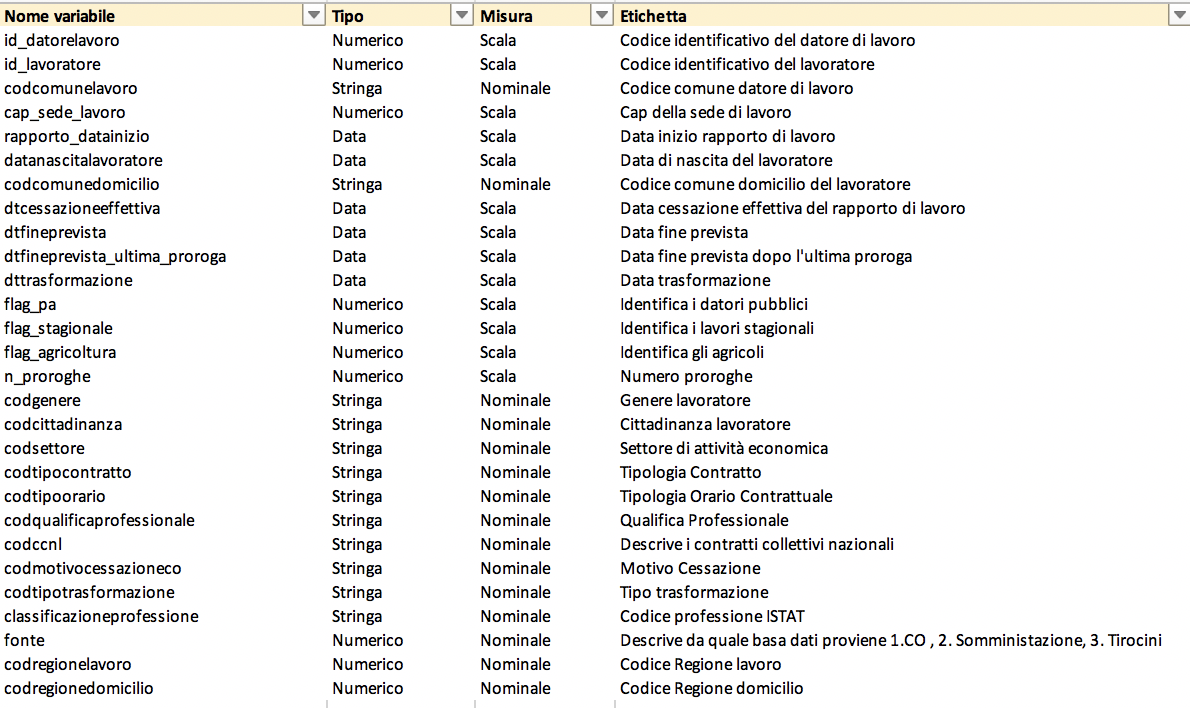 Nome variabile Tipo Misura Etichetta
id_datorelavoro Numerico Scala Codice identificativo del datore di lavoro
id_lavoratore Numerico Scala Codice identificativo del lavoratore
codcomunelavoro Stringa Nominale Codice comune datore di lavoro
cap_sede_lavoro Numerico Scala Cap della sede di lavoro
rapporto_datainizio Data Scala Data inizio rapporto di lavoro
datanascitalavoratore Data Scala Data di nascita del lavoratore
codcomunedomicilio Stringa Nominale Codice comune domicilio del lavoratore
dtcessazioneeffettiva Data Scala Data cessazione effettiva del rapporto di lavoro
dtfineprevista Data Scala Data fine prevista
dtfineprevista_ultima_proroga Data Scala Data fine prevista dopo l'ultima proroga
dttrasformazione Data Scala Data trasformazione
flag_pa Numerico Scala Identifica i datori pubblici
flag_stagionale Numerico Scala Identifica i lavori stagionali
flag_agricoltura Numerico Scala Identifica gli agricoli
n_proroghe Numerico Scala Numero proroghe
codgenere Stringa Nominale Genere lavoratore
codcittadinanza Stringa Nominale Cittadinanza lavoratore
codsettore Stringa Nominale Settore di attività economica
codtipocontratto Stringa Nominale Tipologia Contratto
codtipoorario Stringa Nominale Tipologia Orario Contrattuale
codqualificaprofessionale Stringa Nominale Qualifica Professionale
codccnl Stringa Nominale Descrive i contratti collettivi nazionali
codmotivocessazioneco Stringa Nominale Motivo Cessazione
codtipotrasformazione Stringa Nominale Tipo trasformazione
classificazioneprofessione Stringa Nominale Codice professione ISTAT
fonte Numerico Nominale Descrive da quale basa dati proviene 1.CO , 2. Somministazione, 3. Tirocini
codregionelavoro Numerico Nominale Codice Regione lavoro
codregionedomicilio Numerico Nominale Codice Regione domicilio